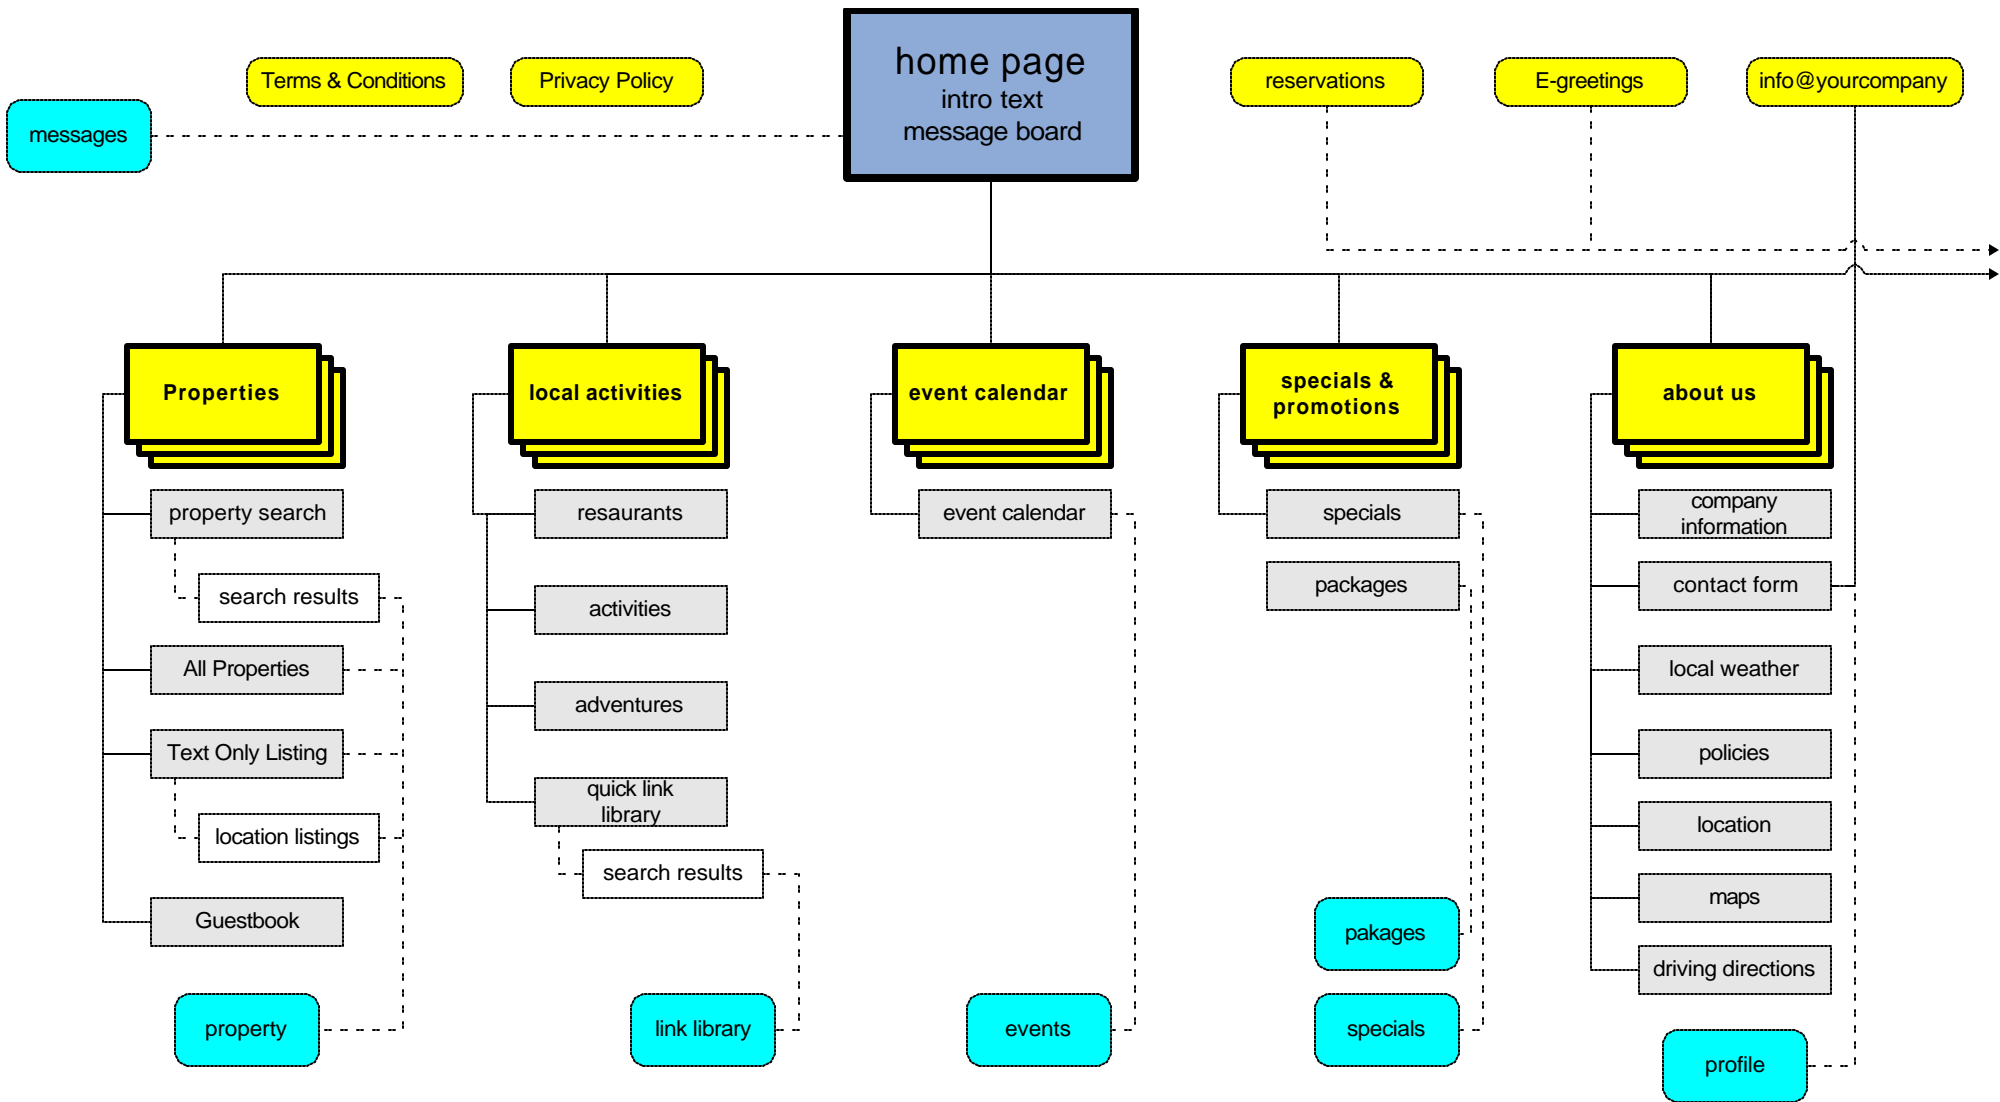 home page
intro text
message board
Terms & Conditions
Privacy Policy
reservations
E-greetings
info@yourcompany
messages
Properties
local activities
event calendar
specials &
promotions
about us
property search
resaurants
event calendar
specials
company
information
search results
activities
packages
contact form
All Properties
adventures
local weather
Text Only Listing
quick link
library
policies
location listings
search results
location
Guestbook
pakages
maps
driving directions
property
link library
events
specials
profile